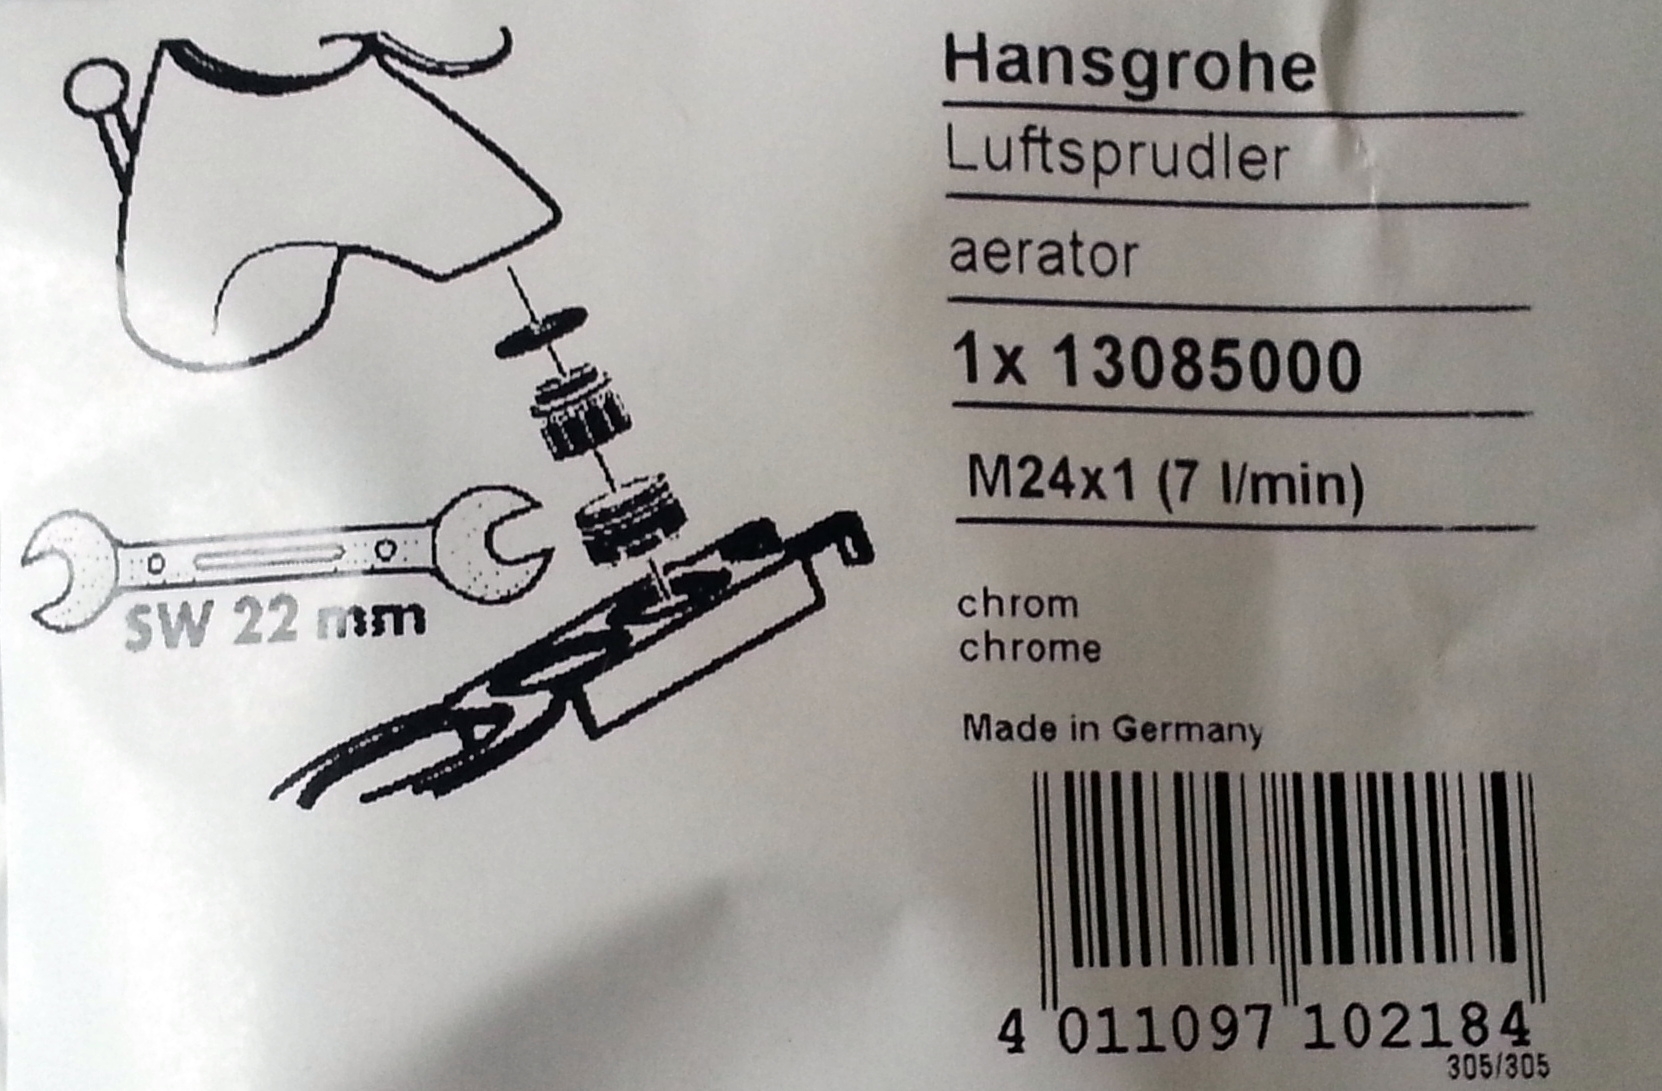 Hansgrohe
Luftsprudler
aerator
1x 13085000
M24x1 (7 l/min)
SW 22 mm
chrom
chrome
Made in Germany
4 011097 102184
305/305